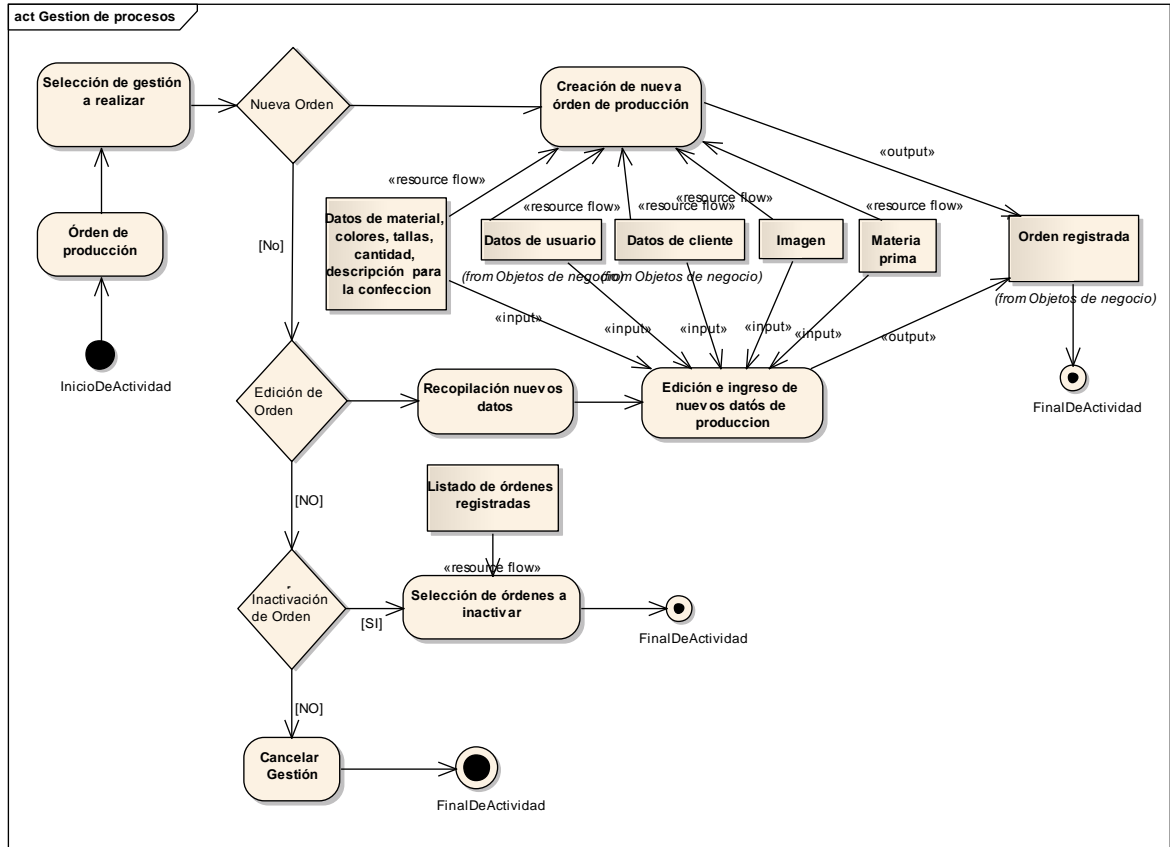 act Gestion de procesos
Selección de gestión
a realizar
Nueva Orden
Creación de nueva
órden de producción
«output»
«resource flow»
«resource flow»
«resource flow»
«resource flow»
«resource flow»
Órden de
producción
[No]
Datos de material,
colores, tallas,
cantidad,
descripción para
la confeccion
Datos de usuario
(from Objetos de negocio)
Datos de cliente
(from Objetos de negocio)
Imagen
Materia
prima
Orden registrada
(from Objetos de negocio)
«input»
«input»
«input»
«input»
«input»
«output»
InicioDeActividad
FinalDeActividad
Edición de
Orden
Recopilación nuevos
datos
Edición e ingreso de
nuevos datós de
produccion
[NO]
Listado de órdenes
registradas
«resource flow»
Inactivación
de Orden
[SI]
Selección de órdenes a
inactivar
FinalDeActividad
[NO]
Cancelar
Gestión
FinalDeActividad